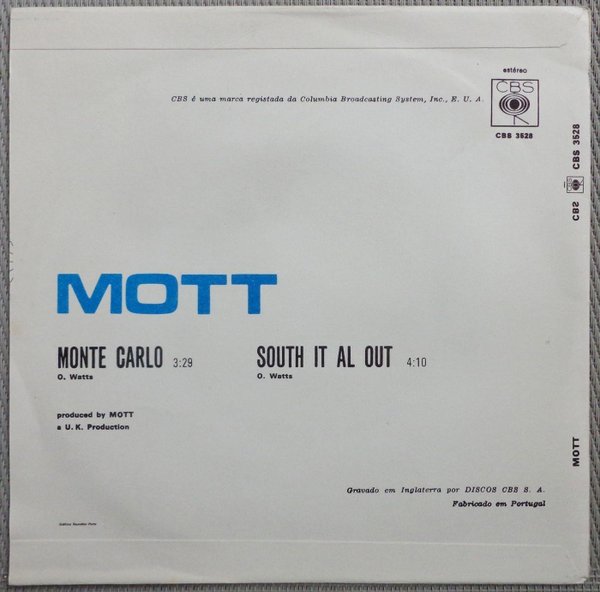 estéreo
CBS
CBS é uma marca registada da Columbia Broadcasting System, Inc., E. U. A.
CBS 3528
CBS 3528
CBS
MOTT
MONTE CARLO 3:29
O. Watts
SOUTH IT AL OUT 4:10
O. Watts
produced by MOTT
a U. K. Production
MOTT
Gravado em Inglaterra por DISCOS CBS S. A.
Fabricado em Portugal